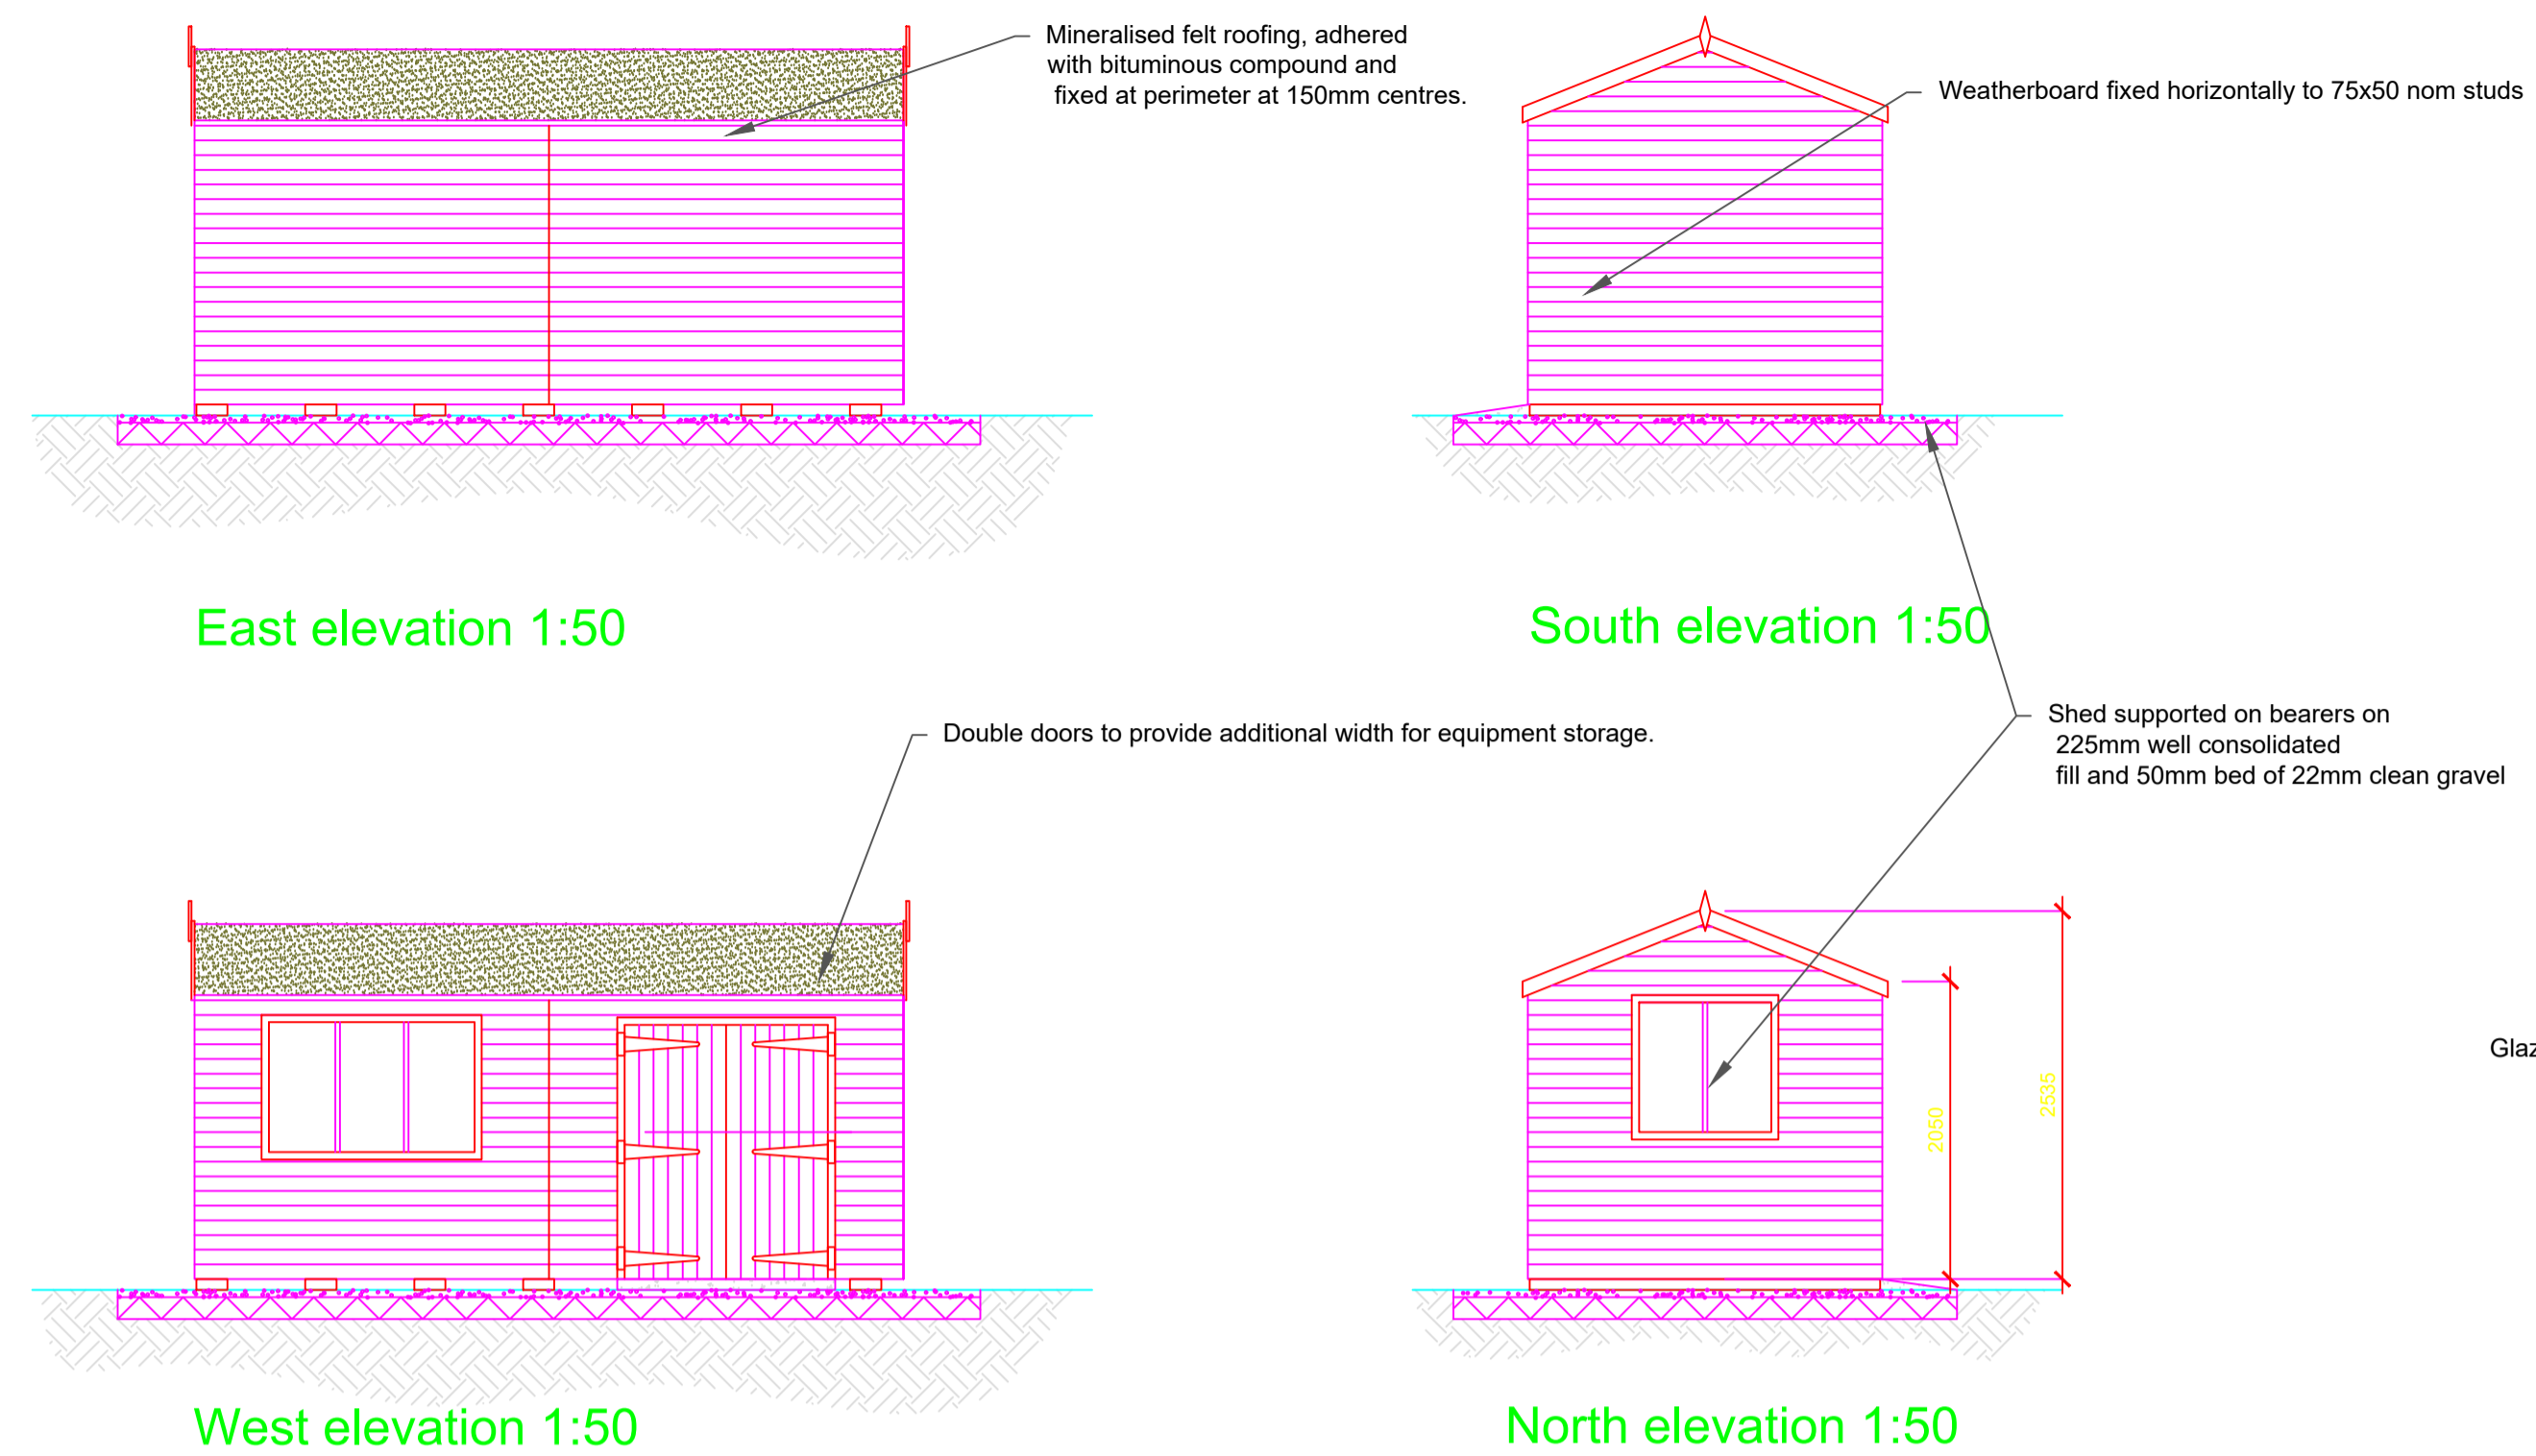 Mineralised felt roofing, adhered
with bituminous compound and
fixed at perimeter at 150mm centres.
Weatherboard fixed horizontally to 75x50 nom studs
East elevation 1:50
South elevation 1:50
Double doors to provide additional width for equipment storage.
Shed supported on bearers on
225mm well consolidated
fill and 50mm bed of 22mm clean gravel
Glaz
2050
2535
West elevation 1:50
North elevation 1:50